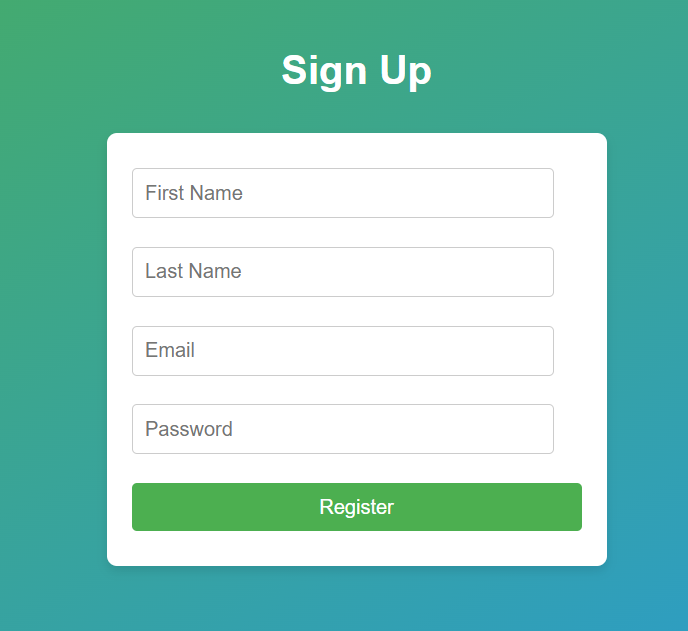 Sign Up
First Name
Last Name
Email
Password
Register